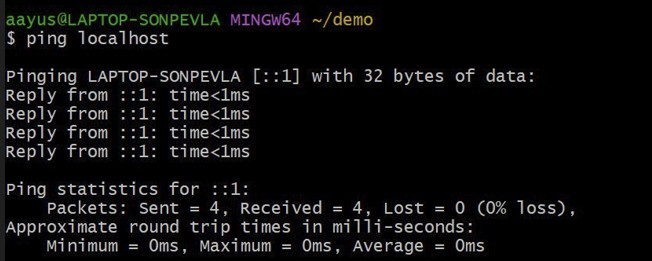 aayus@LAPTOP-SONPEVLA MINGW64 ~/demo
$ ping localhost
Pinging LAPTOP-SONPEVLA [::1] with 32 bytes of data:
Reply from ::1: time<1ms
Reply from ::1: time<1ms
Reply from ::1: time<1ms
Reply from ::1: time<1ms
Ping statistics for ::1:
    Packets: Sent = 4, Received = 4, Lost = 0 (0% loss),
Approximate round trip times in milli-seconds:
    Minimum = 0ms, Maximum = 0ms, Average = 0ms